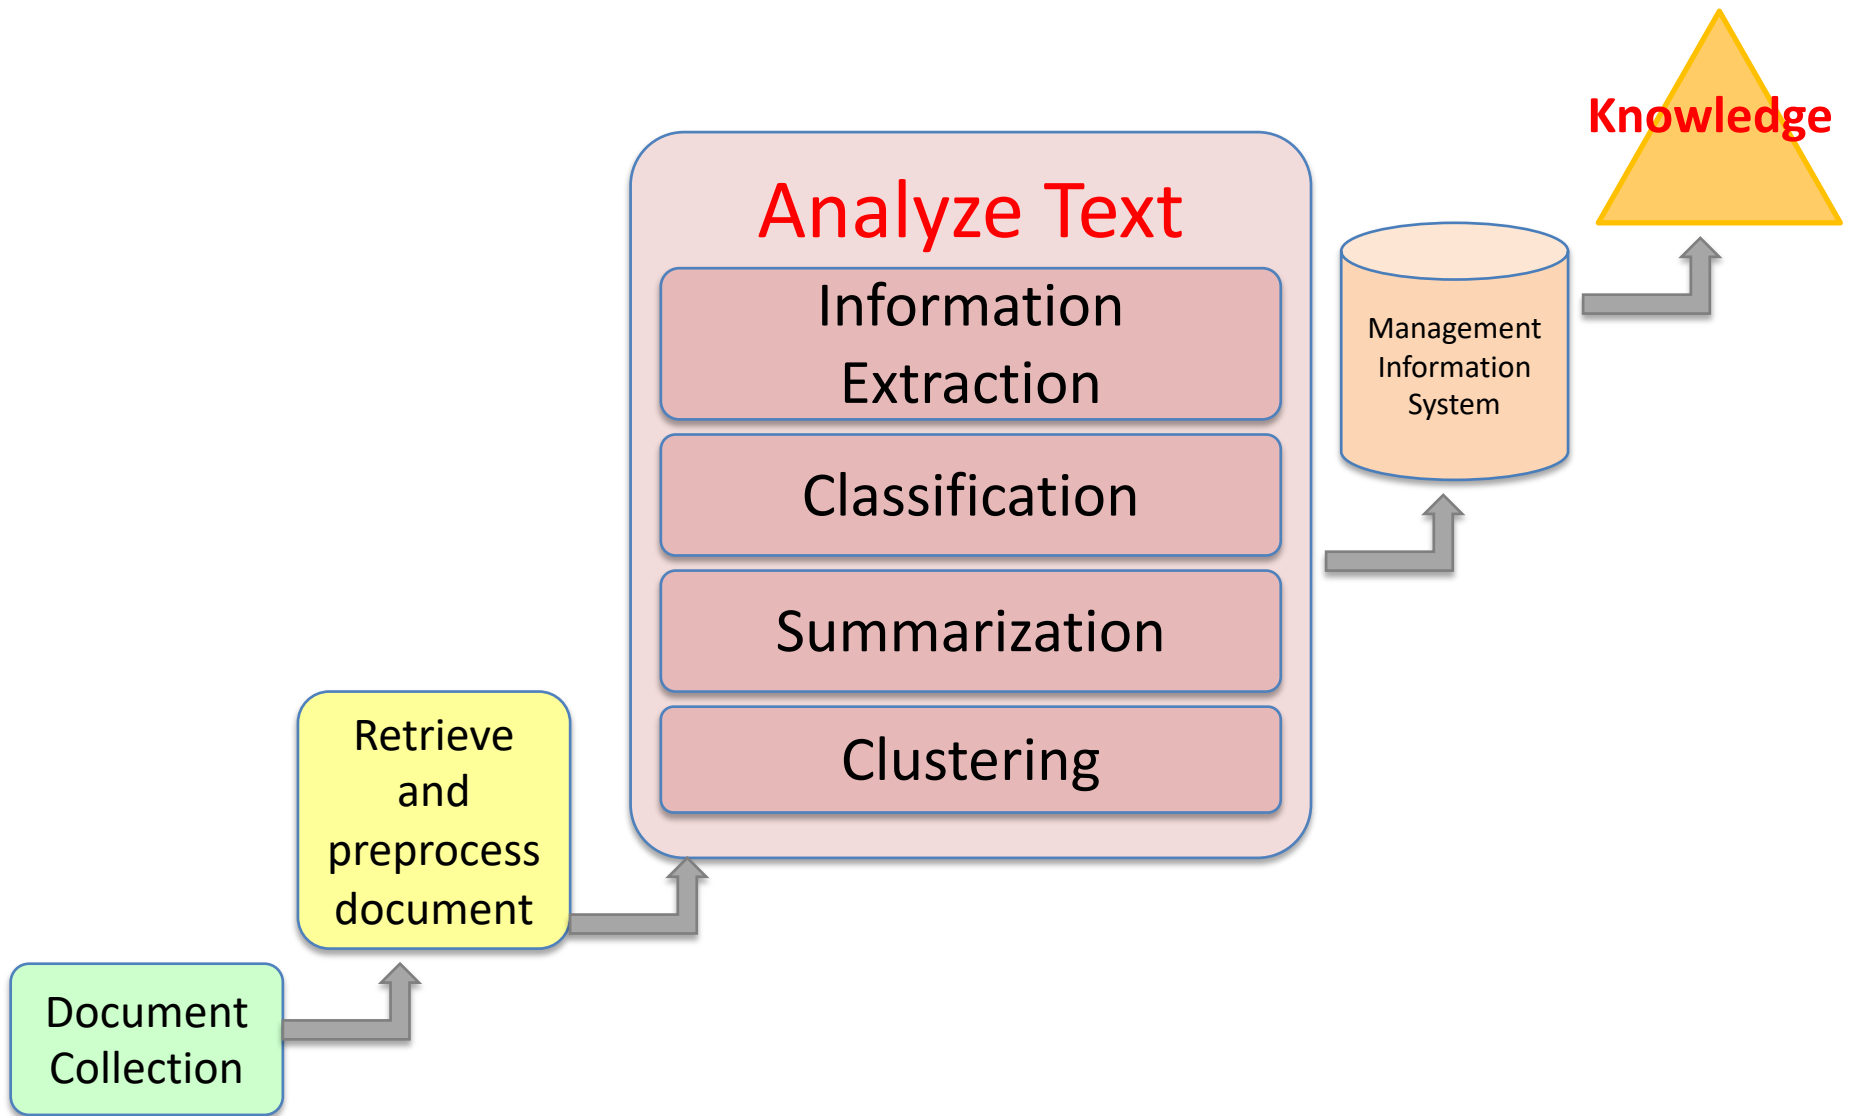 Knowledge
Analyze Text
Information
Extraction
Classification
Summarization
Clustering
Management
Information
System
Retrieve
and
preprocess
document
Document
Collection